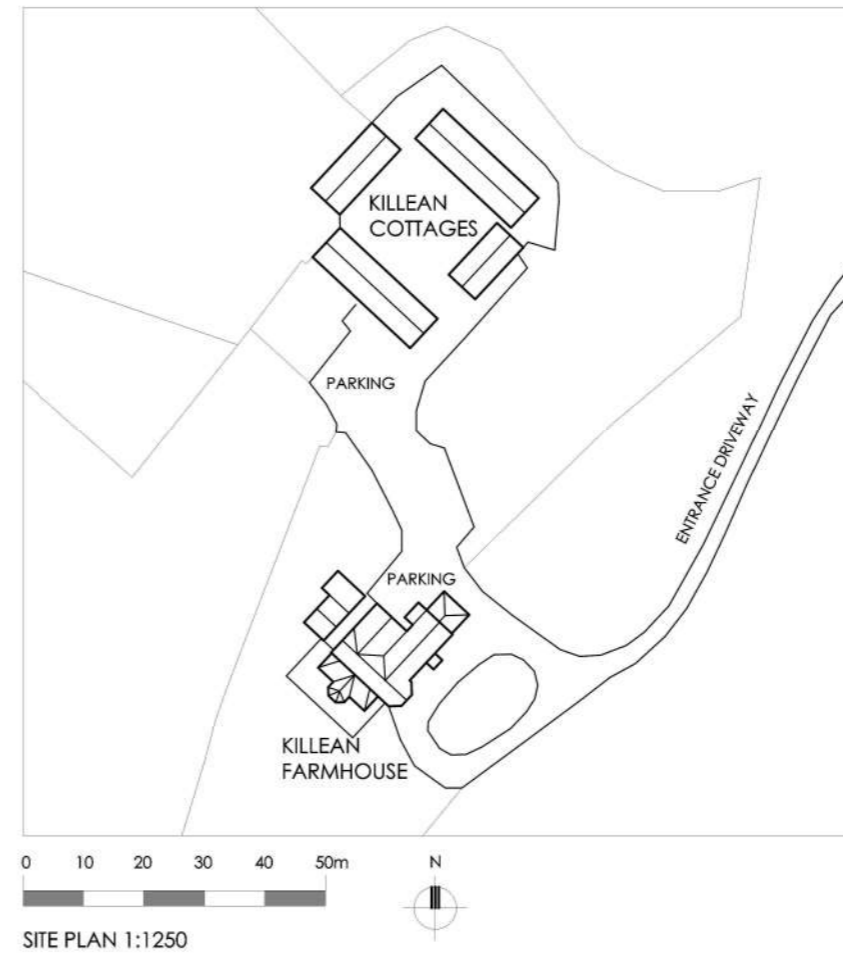 KILLEAN
COTTAGES
PARKING
ENTRANCE DRIVEWAY
PARKING
KILLEAN
FARMHOUSE
0 10 20 30 40 50m
N
SITE PLAN 1:1250